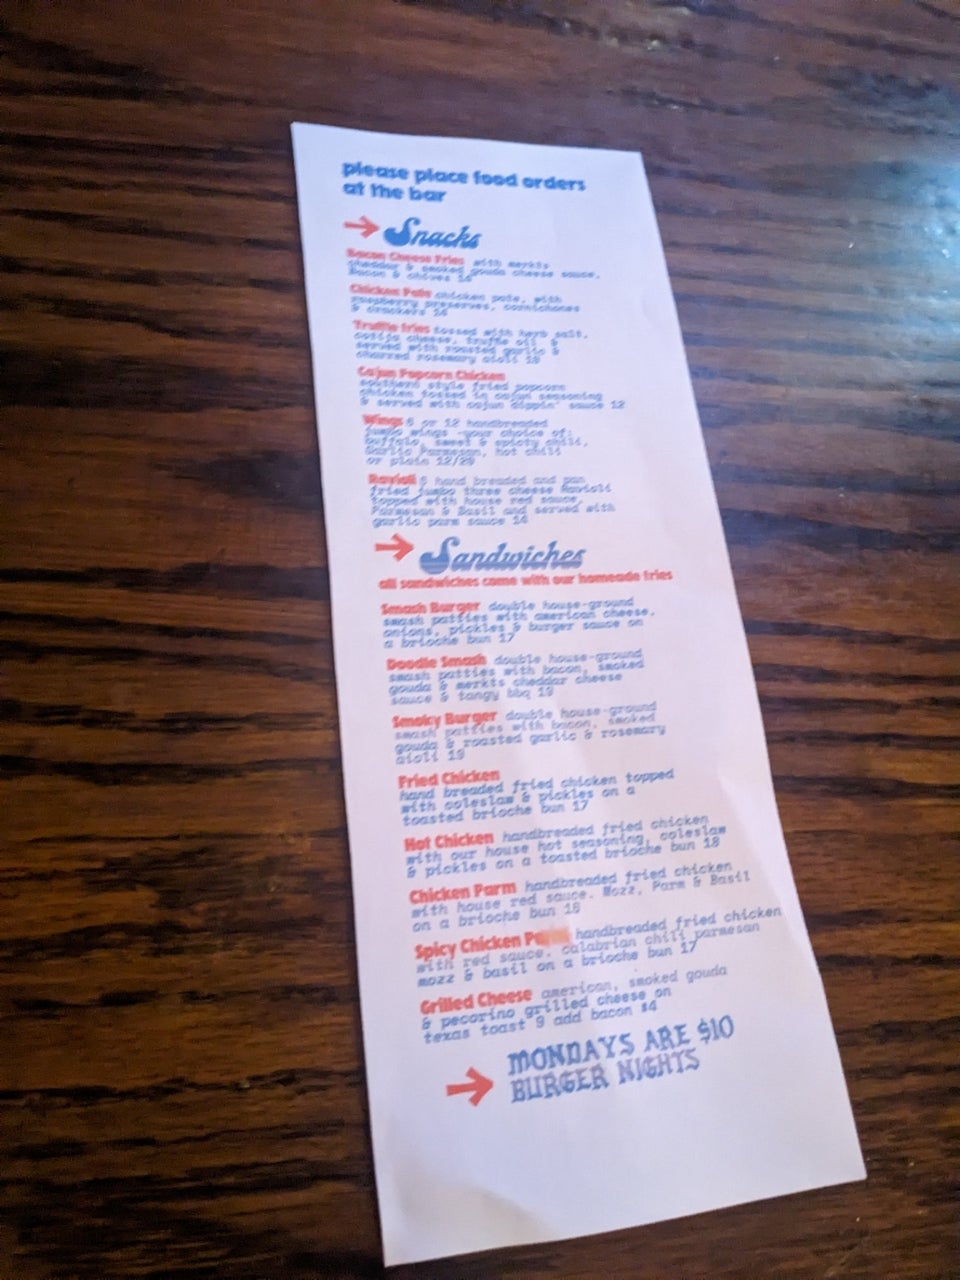 please place food orders
at the bar
Snacks
Bacon Cheese Fries with merkts
cheddar & smoked gouda cheese sauce,
Bacon & chives 14
Chicken Pate chicken pate, with
raspberry preserves, cornichones
& crackers 14
Truffle fries tossed with herb salt,
cotija cheese, truffle oil &
served with roasted garlic &
charred rosemary aioli
Cajun Popcorn Chicken
southern style fried popcorn
chicken tossed in cajun seasoning
& served with cajun dippin' sauce 12
Wings 6 or 12 handbreaded
jumbo wings -your choice of:
buffalo, sweet & spicty chili,
Garlic Parmesan, hot chili
or plain 12/20
Ravioli hand breaded and pan
fried jumbo three cheese Ravioli
topped with house red sauce
Parmesan & Basil and served with
garlic parm sauce 14
Sandwiches
all sandwiches come with our homeade fries
Smash Burger double house-ground
smash patties with american cheese,
onions, pickles & burger sauce on
a brioche bun 17
Doodle Smash double house-ground
smash patties with bacon, smoked
gouda & merkts cheddar cheese
sauce & tangy bbq 19
Smoky Burger double house-ground
smash patties with bacon, smoked
gouda & roasted garlic & rosemary
aioli 19
Fried Chicken
hand breaded fried chicken topped
with coleslaw & pickles on a
toasted brioche bun 17
Hot Chicken handbreaded fried chicken
with our house hot seasoning, coleslaw
& pickles on a toasted brioche bun 18
Chicken Parm handbreaded fried chicken
with house red sauce. Mozz, Parm & Basil
on a brioche bun 16
Spicy Chicken Parm handbreaded fried chicken
with red sauce. calabrian chili parmesan
mozz & basil on a brioche bun 17
Grilled Cheese american, smoked gouda
& pecorino grilled cheese on
texas toast 9 add bacon $4
MONDAYS ARE $10
BURGER NIGHTS